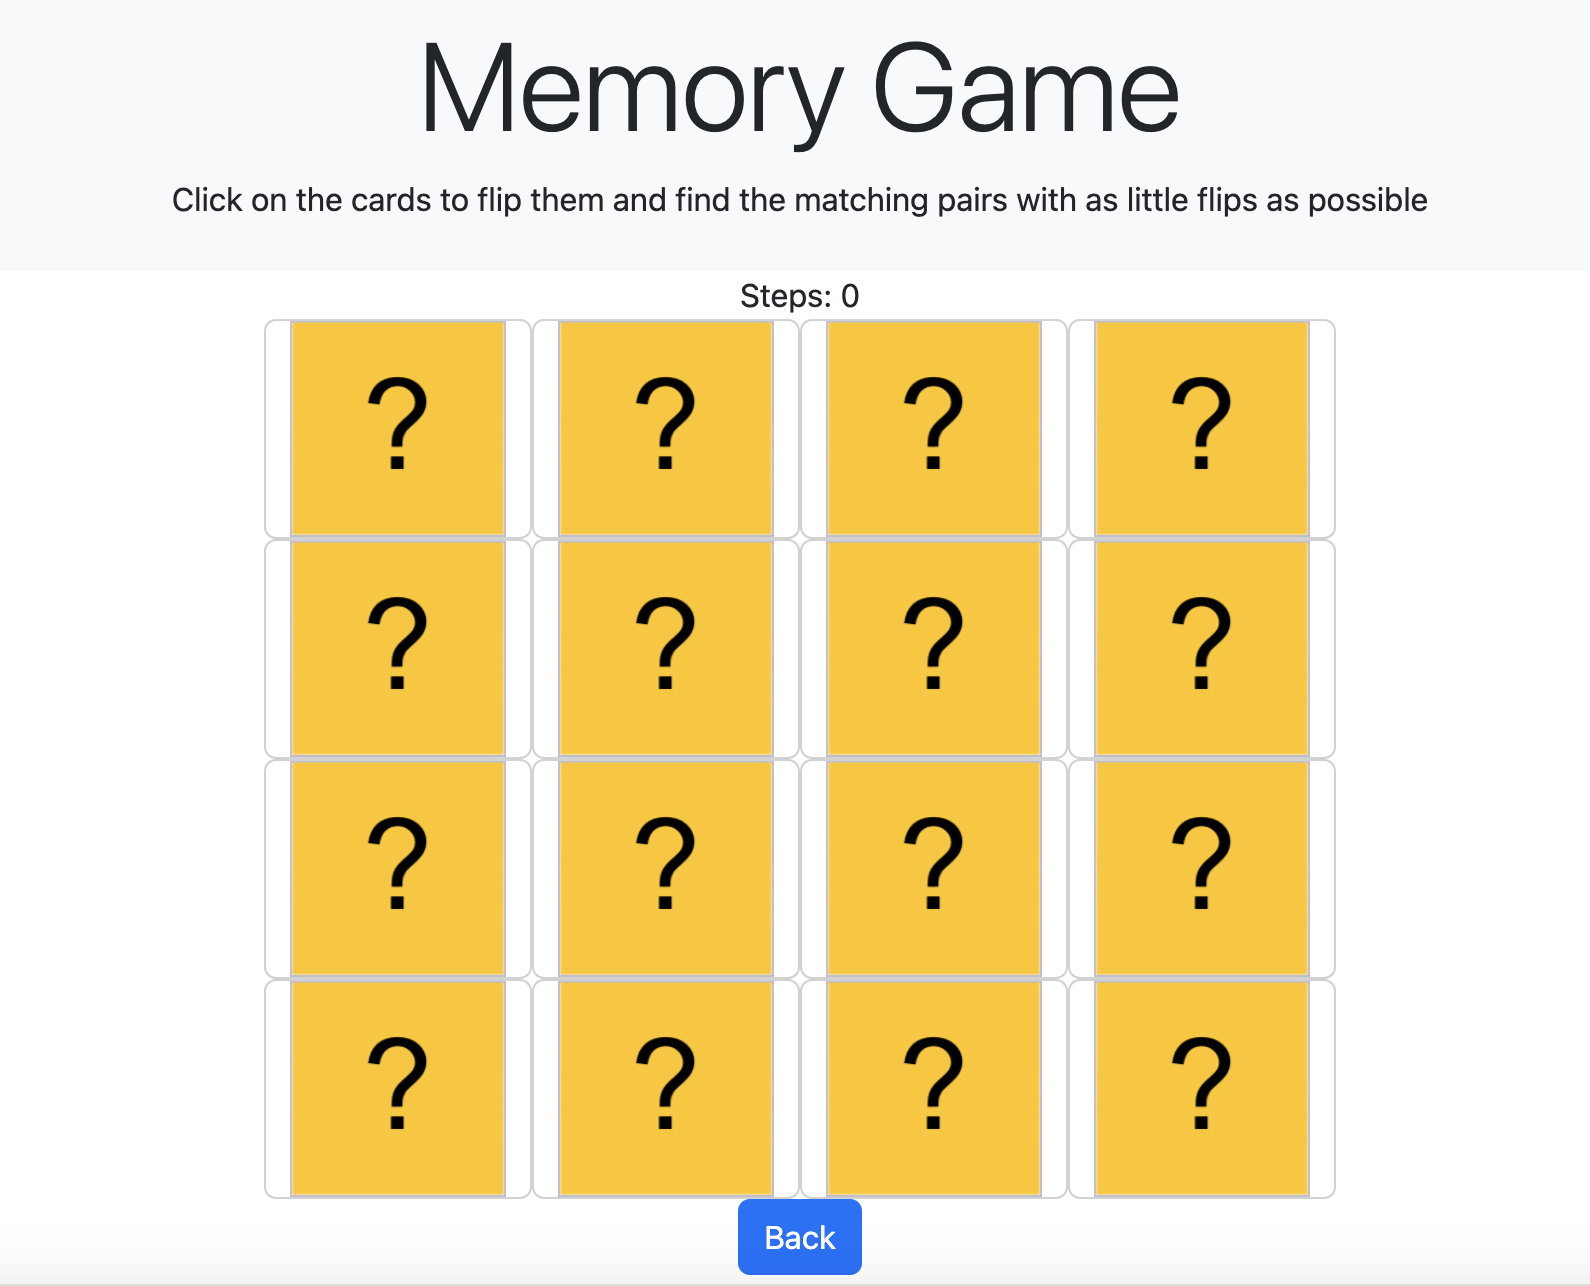 Memory Game
Click on the cards to flip them and find the matching pairs with as little flips as possible
Steps: 0
? ? ? ?
? ? ? ?
? ? ? ?
? ? ? ?
Back